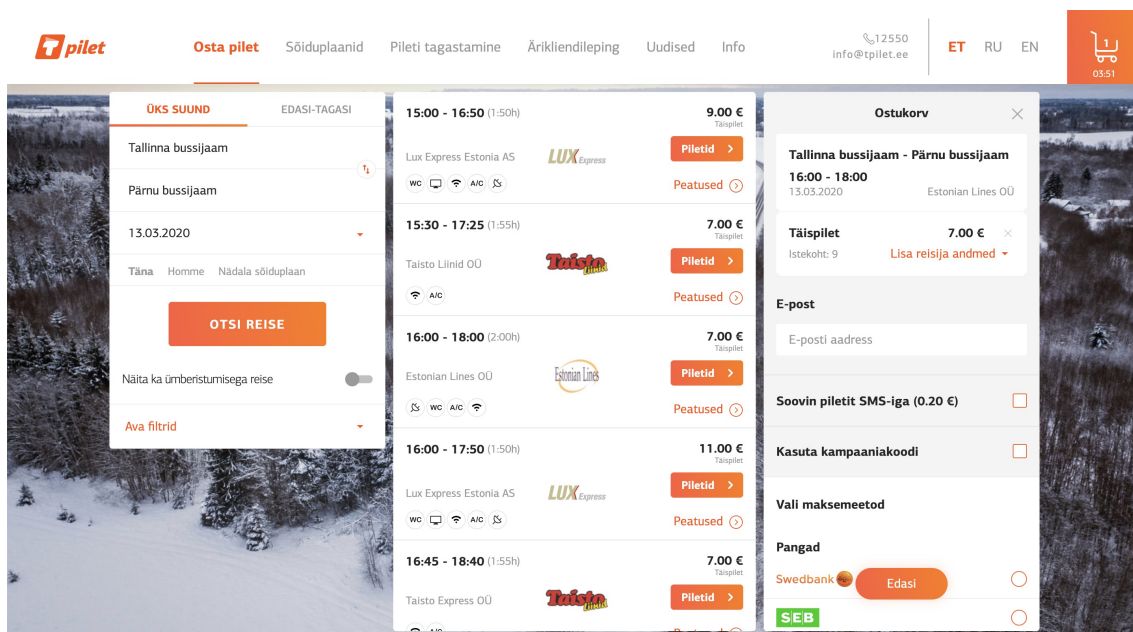 pilet
Osta pilet
Sõiduplaanid
Pileti tagastamine
Ärikliendileping
Uudised
Info
12550
info@tpilet.ee
ET RU EN
1
03:51
ÜKS SUUND
EDASI-TAGASI
Tallinna bussijaam
Pärnu bussijaam
13.03.2020
Täna Homme Nädala sõiduplaan
OTSI REISE
Näita ka ümberistumisega reise
Ava filtrid
15:00 - 16:50 (1:50h) 9.00 €
Täispilet
Lux Express Estonia AS LUX Express Piletid >
WC A/C Peatused
15:30 - 17:25 (1:55h) 7.00 €
Täispilet
Taisto Liinid OÜ Taisto liinid Piletid >
A/C Peatused
16:00 - 18:00 (2:00h) 7.00 €
Täispilet
Estonian Lines OÜ Estonian Lines Piletid >
WC A/C Peatused
16:00 - 17:50 (1:50h) 11.00 €
Täispilet
Lux Express Estonia AS LUX Express Piletid >
WC A/C Peatused
16:45 - 18:40 (1:55h) 7.00 €
Täispilet
Taisto Express OÜ Taisto liinid Piletid >
Ostukorv
Tallinna bussijaam - Pärnu bussijaam
16:00 - 18:00
13.03.2020 Estonian Lines OÜ
Täispilet 7.00 €
Istekoht: 9 Lisa reisija andmed
E-post
E-posti aadress
Soovin piletit SMS-iga (0.20 €)
Kasuta kampaaniakoodi
Vali maksemeetod
Pangad
Swedbank
Edasi
SEB